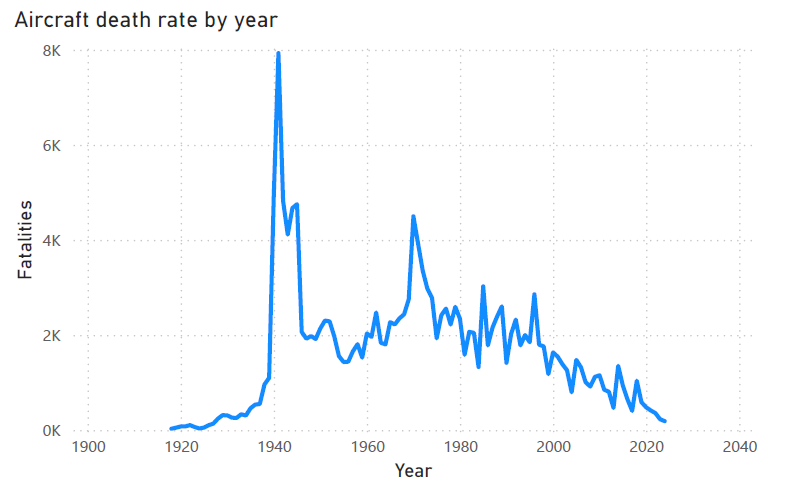 Aircraft death rate by year
8K
6K
4K
2K
0K
Fatalities
1900 1920 1940 1960 1980 2000 2020 2040
Year